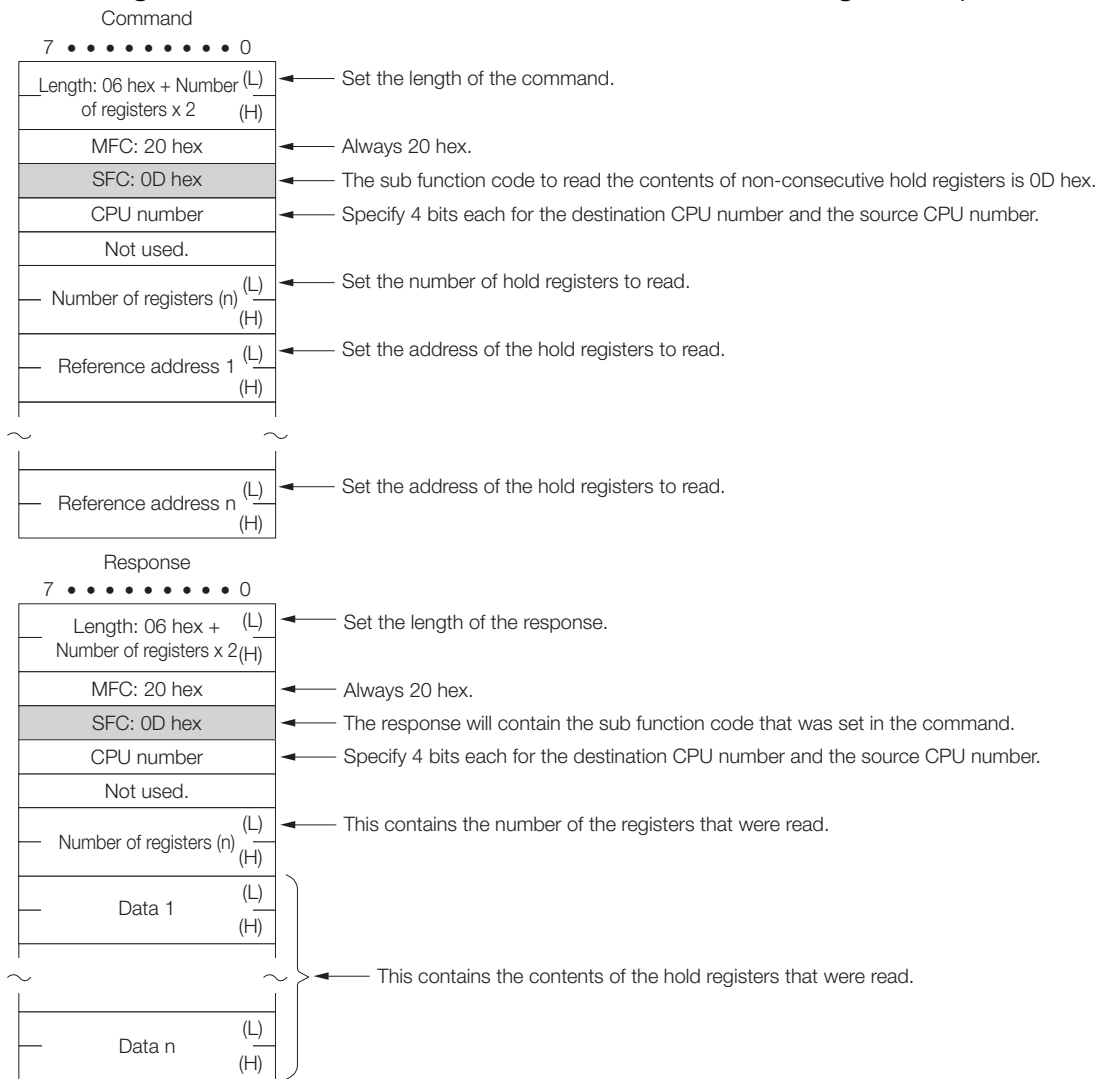 Command
7 • • • • • • • • • 0
Length: 06 hex + Number (L)
of registers x 2 (H)
Set the length of the command.
MFC: 20 hex
Always 20 hex.
SFC: 0D hex
The sub function code to read the contents of non-consecutive hold registers is 0D hex.
CPU number
Specify 4 bits each for the destination CPU number and the source CPU number.
Not used.
Number of registers (n) (L)
(H)
Set the number of hold registers to read.
Reference address 1 (L)
(H)
Set the address of the hold registers to read.
Reference address n (L)
(H)
Set the address of the hold registers to read.
Response
7 • • • • • • • • • 0
Length: 06 hex + (L)
Number of registers x 2 (H)
Set the length of the response.
MFC: 20 hex
Always 20 hex.
SFC: 0D hex
The response will contain the sub function code that was set in the command.
CPU number
Specify 4 bits each for the destination CPU number and the source CPU number.
Not used.
Number of registers (n) (L)
(H)
This contains the number of the registers that were read.
Data 1 (L)
(H)
This contains the contents of the hold registers that were read.
Data n (L)
(H)